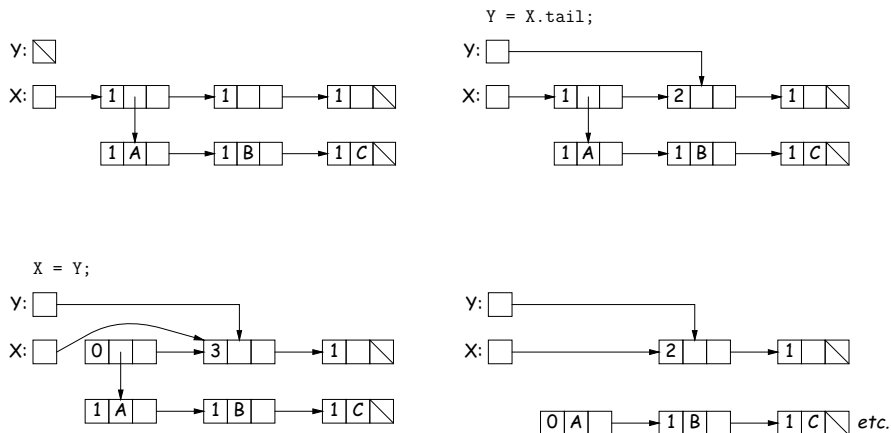 Y:
X: 1 1 1
1 A 1 B 1 C
Y = X.tail;
Y:
X: 1 2 1
1 A 1 B 1 C
X = Y;
Y:
X: 0 3 1
1 A 1 B 1 C
Y:
X: 2 1
0 A 1 B 1 C etc.